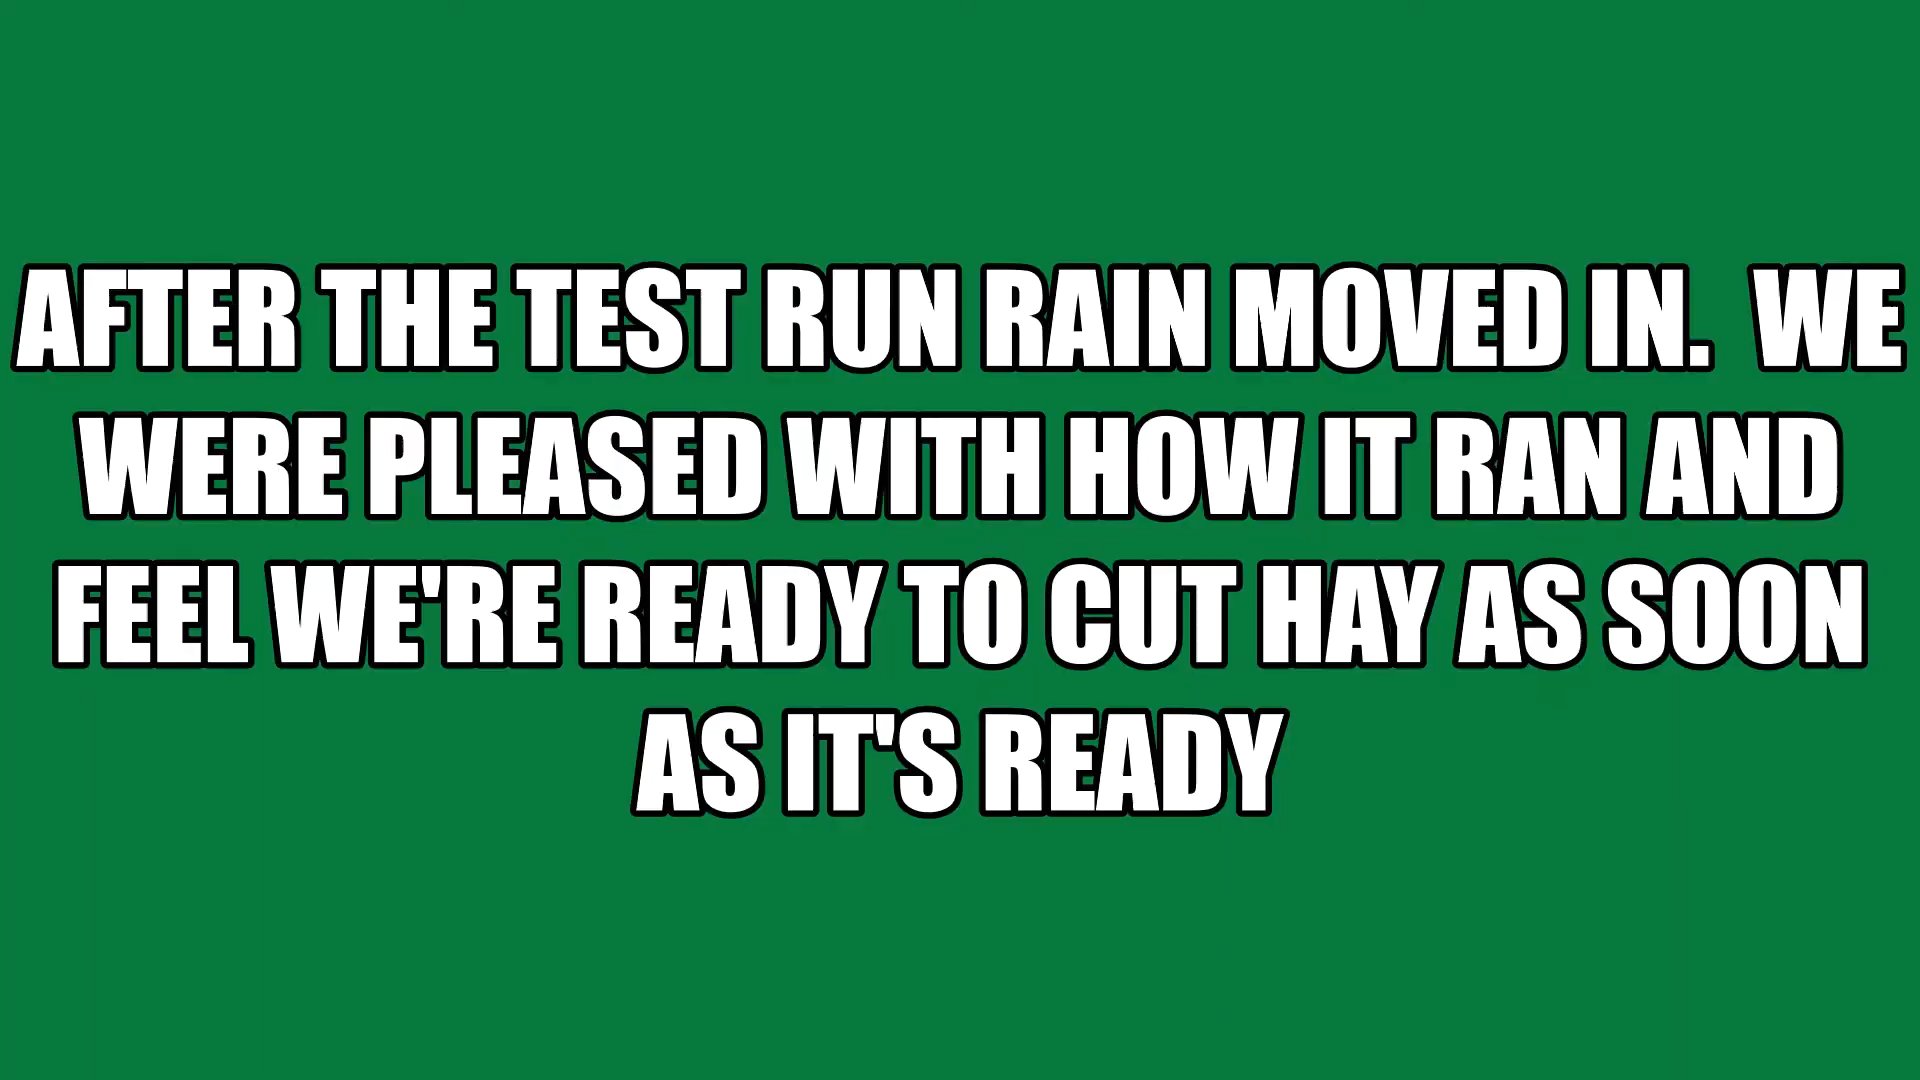 AFTER THE TEST RUN RAIN MOVED IN.  WE
WERE PLEASED WITH HOW IT RAN AND
FEEL WE'RE READY TO CUT HAY AS SOON
AS IT'S READY